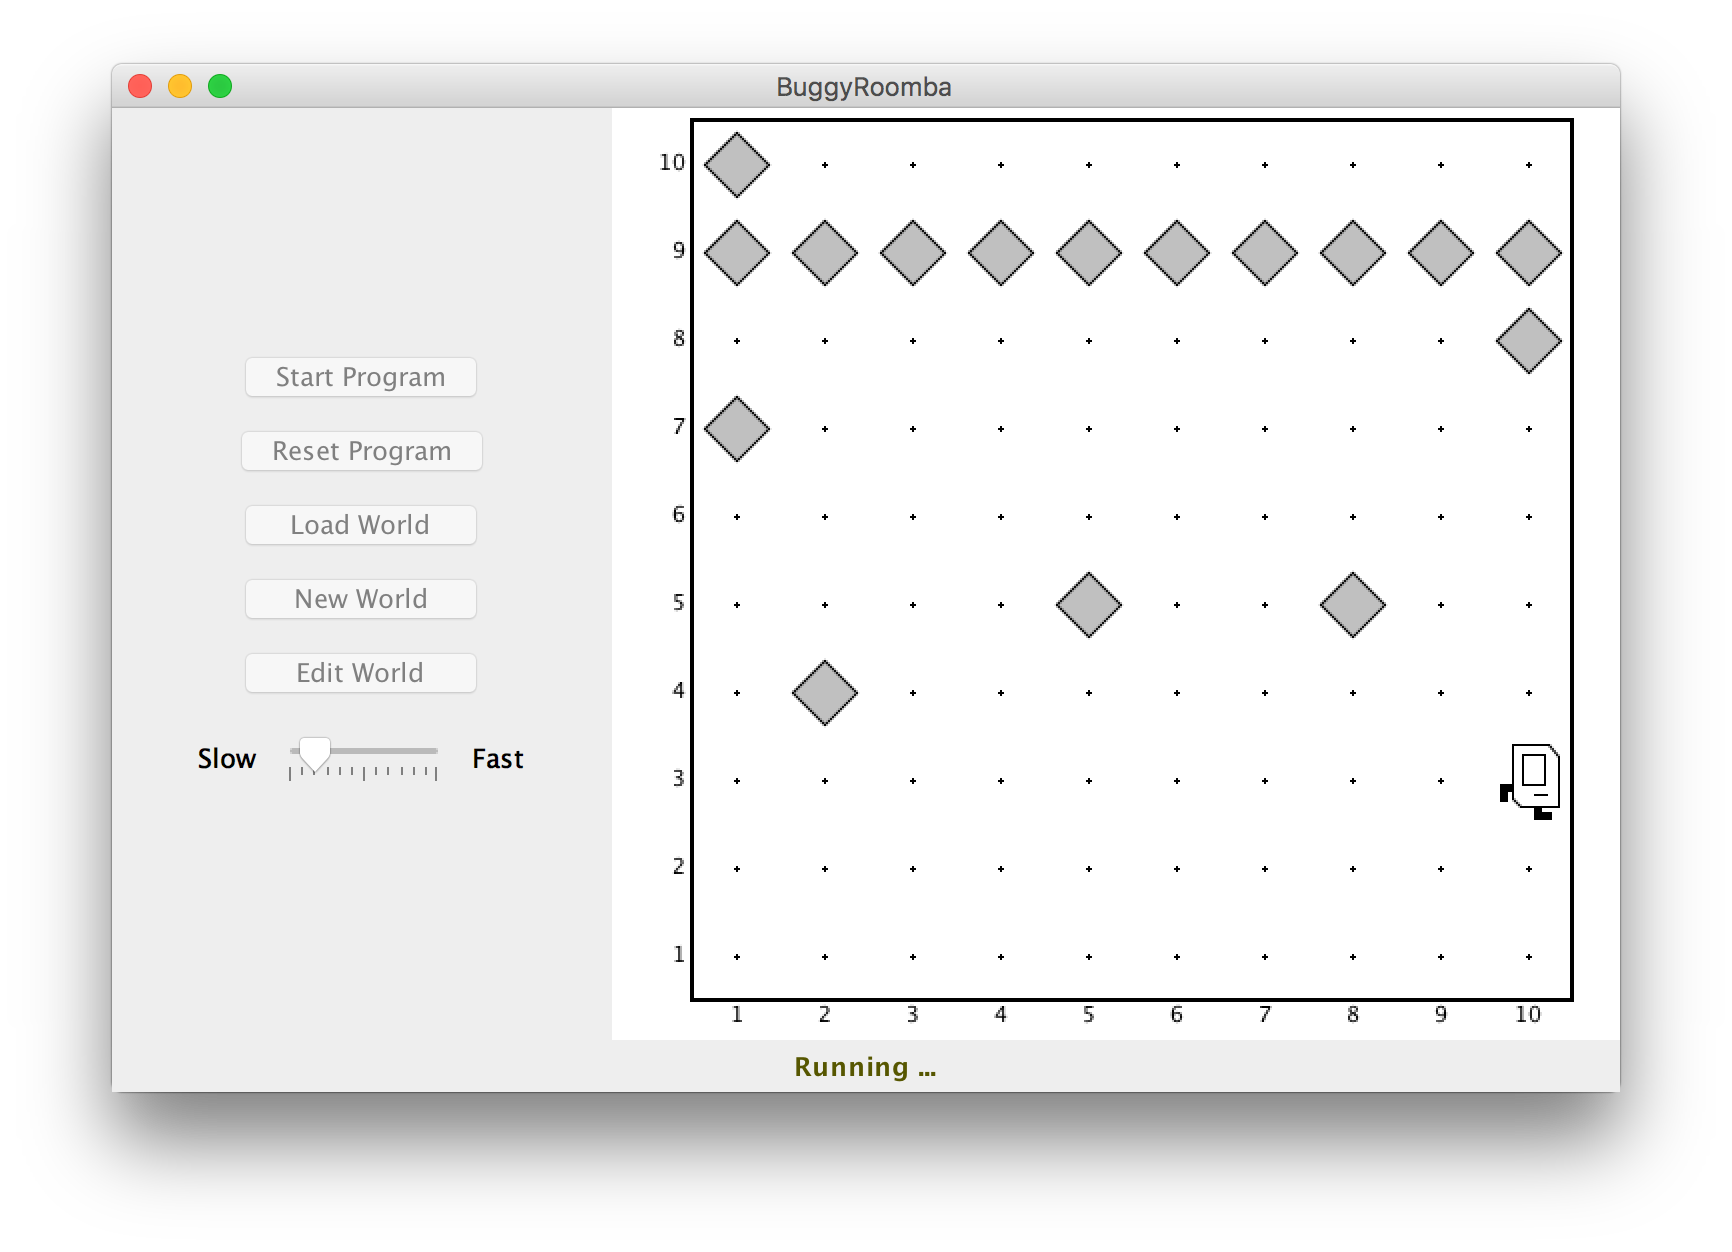 BuggyRoomba
Start Program
Reset Program
Load World
New World
Edit World
Slow Fast
10
9
8
7
6
5
4
3
2
1
1 2 3 4 5 6 7 8 9 10
Running ...